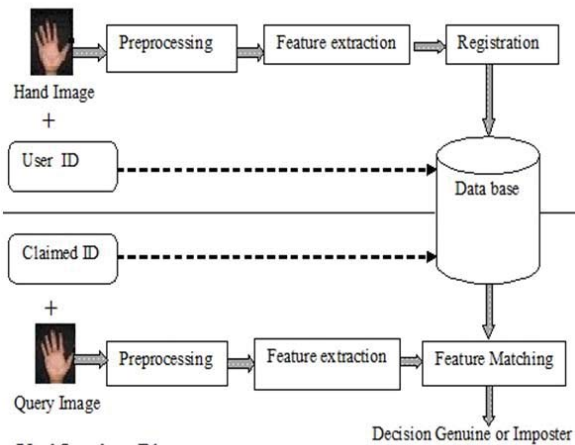 Preprocessing
Feature extraction
Registration
Hand Image
+
User ID
Data base
Claimed ID
+
Preprocessing
Feature extraction
Feature Matching
Query Image
Decision Genuine or Imposter